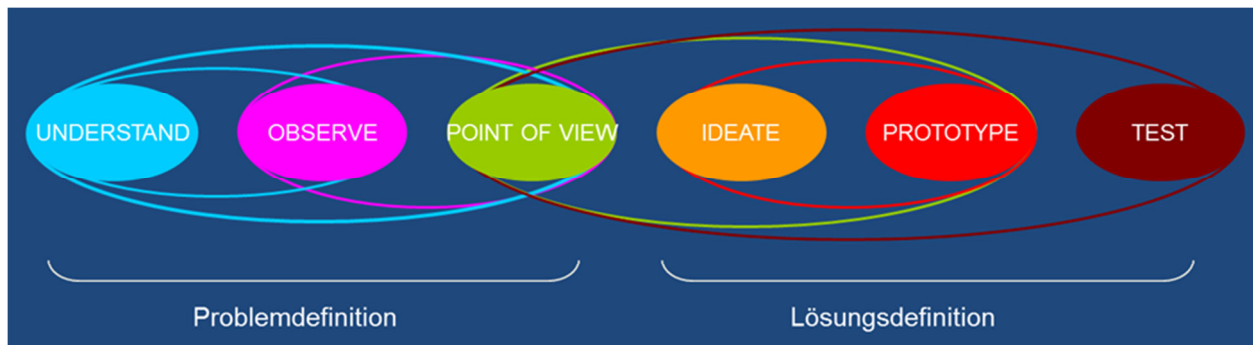 UNDERSTAND
OBSERVE
POINT OF VIEW
IDEATE
PROTOTYPE
TEST
Problemdefinition
Lösungsdefinition